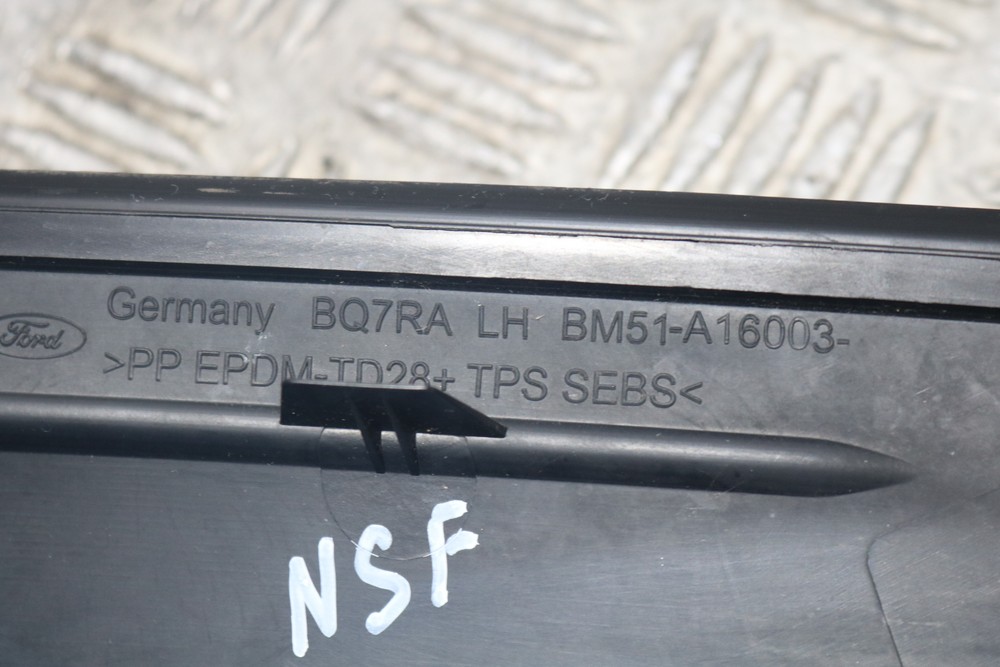 Germany BQ7RA LH BM51-A16003-
Ford
>PP EPDM-TD28+ TPS SEBS<
NSF